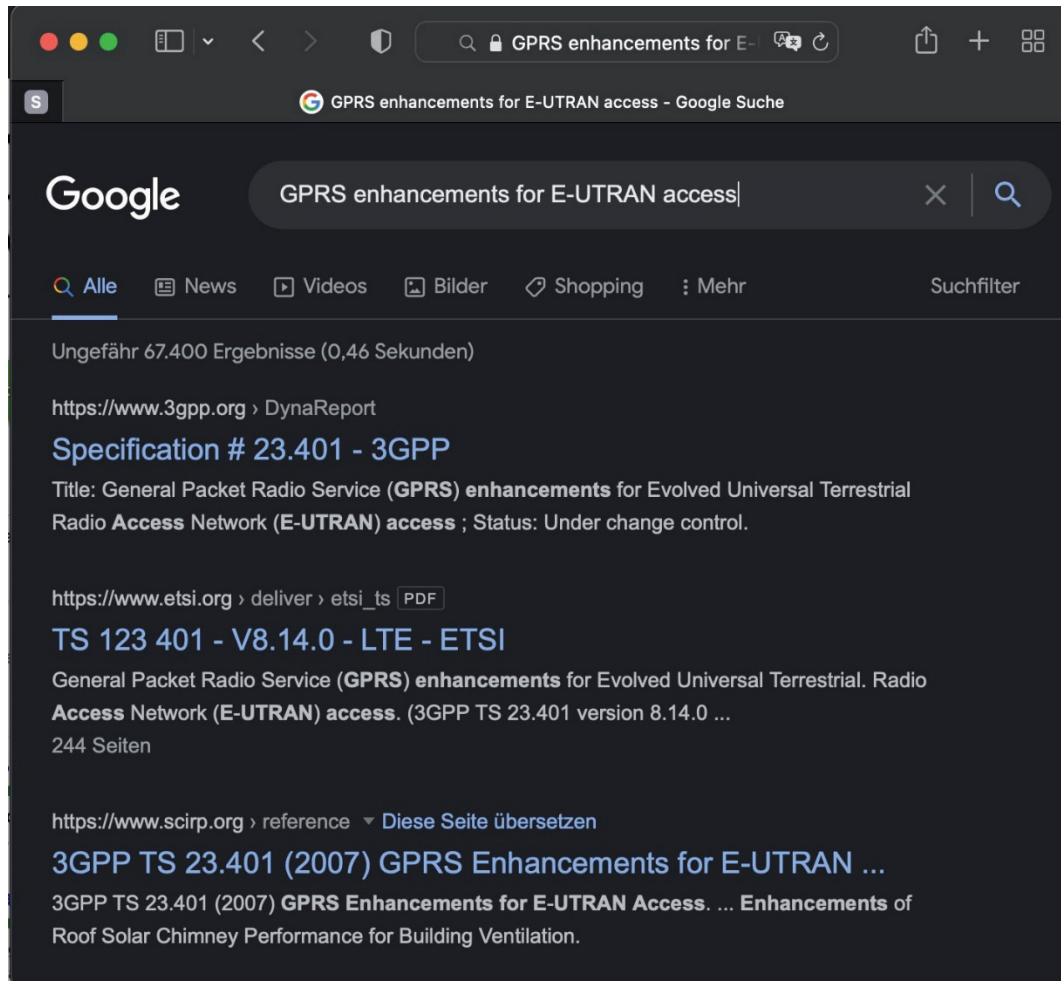 GPRS enhancements for E-
S
GPRS enhancements for E-UTRAN access - Google Suche
Google
GPRS enhancements for E-UTRAN access
Alle News Videos Bilder Shopping Mehr Suchfilter
Ungefähr 67.400 Ergebnisse (0,46 Sekunden)
https://www.3gpp.org › DynaReport
Specification # 23.401 - 3GPP
Title: General Packet Radio Service (GPRS) enhancements for Evolved Universal Terrestrial
Radio Access Network (E-UTRAN) access ; Status: Under change control.
https://www.etsi.org › deliver › etsi_ts PDF
TS 123 401 - V8.14.0 - LTE - ETSI
General Packet Radio Service (GPRS) enhancements for Evolved Universal Terrestrial. Radio
Access Network (E-UTRAN) access. (3GPP TS 23.401 version 8.14.0 ...
244 Seiten
https://www.scirp.org › reference Diese Seite übersetzen
3GPP TS 23.401 (2007) GPRS Enhancements for E-UTRAN ...
3GPP TS 23.401 (2007) GPRS Enhancements for E-UTRAN Access. ... Enhancements of
Roof Solar Chimney Performance for Building Ventilation.